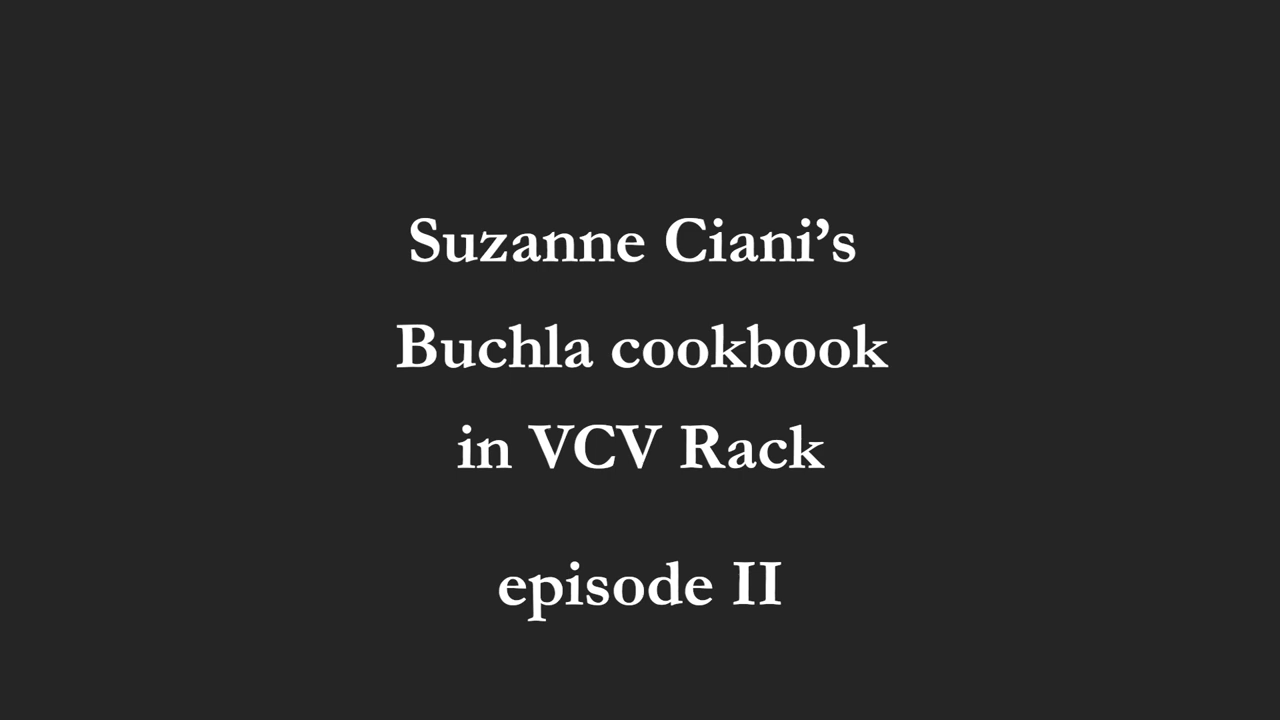 Suzanne Ciani’s
Buchla cookbook
in VCV Rack
episode II